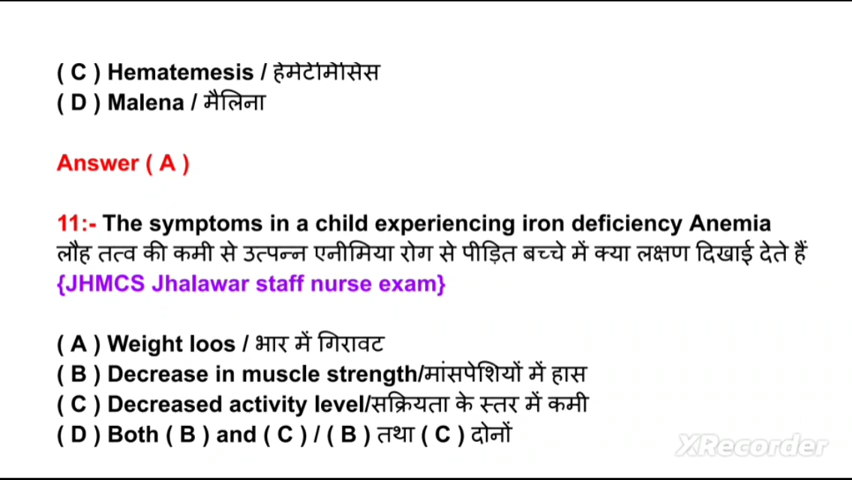 ( C ) Hematemesis / हेमेटेमिसिस
( D ) Malena / मैलिना
Answer ( A )
11:- The symptoms in a child experiencing iron deficiency Anemia
लौह तत्व की कमी से उत्पन्न एनीमिया रोग से पीड़ित बच्चे में क्या लक्षण दिखाई देते हैं
{JHMCS Jhalawar staff nurse exam}
( A ) Weight loos / भार में गिरावट
( B ) Decrease in muscle strength/मांसपेशियों में हास
( C ) Decreased activity level/सक्रियता के स्तर में कमी
( D ) Both ( B ) and ( C ) / ( B ) तथा ( C ) दोनों
XRecorder